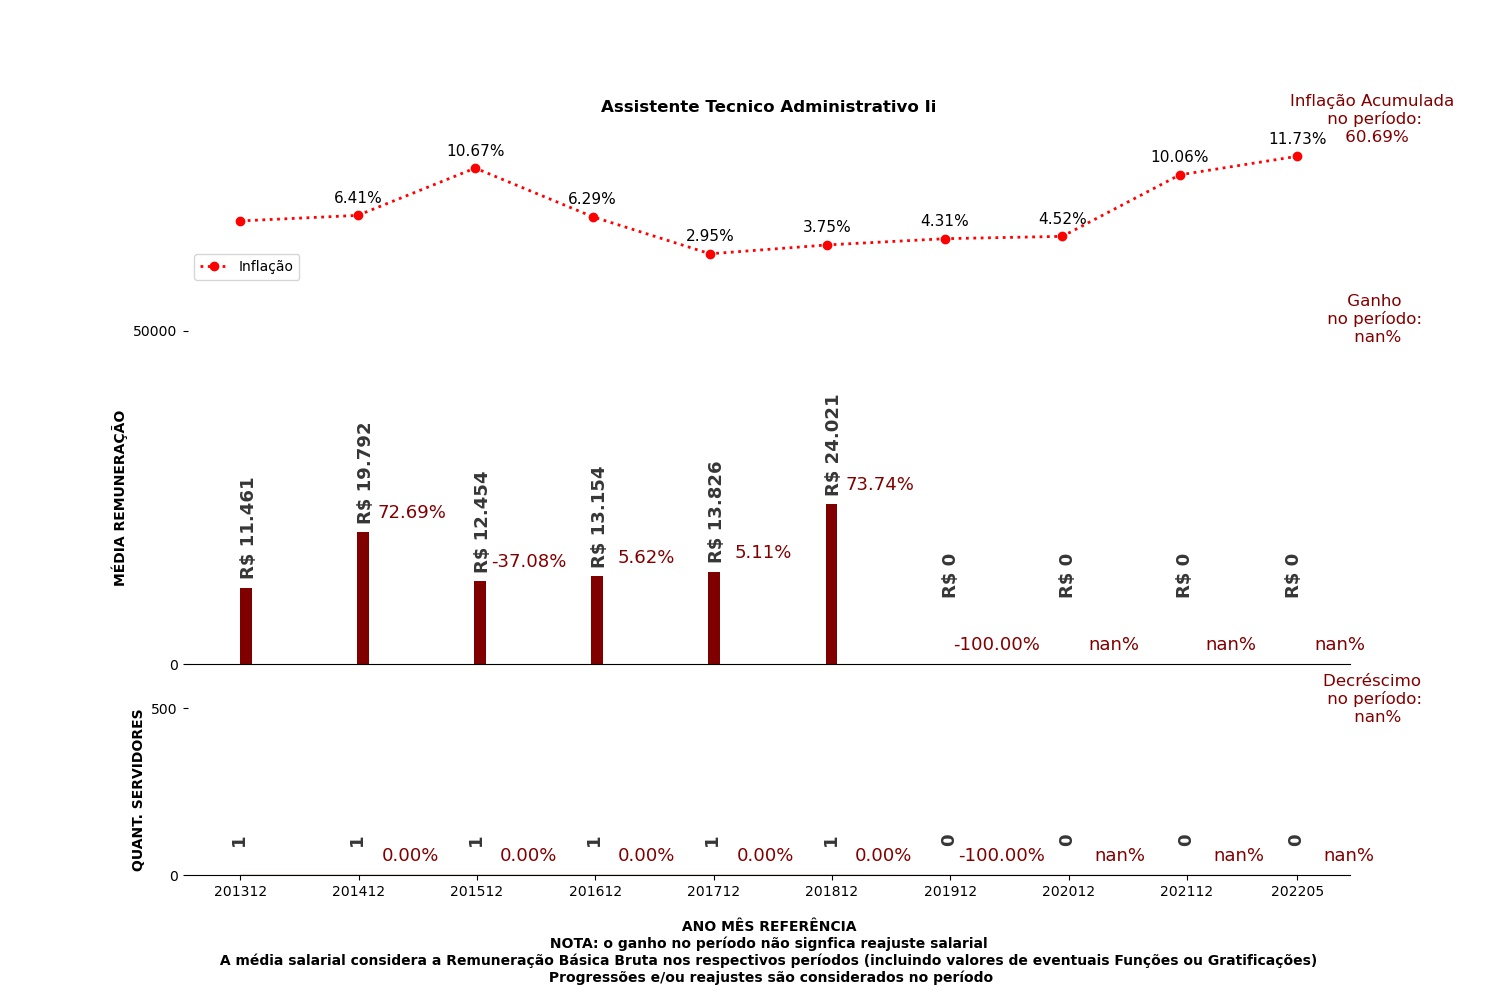 Assistente Tecnico Administrativo Ii
Inflação Acumulada
no período:
60.69%
6.41%
10.67%
6.29%
2.95%
3.75%
4.31%
4.52%
10.06%
11.73%
Inflação
Ganho
no período:
nan%
MÉDIA REMUNERAÇÃO
50000
0
R$ 11.461
R$ 19.792
R$ 12.454
R$ 13.154
R$ 13.826
R$ 24.021
R$ 0
R$ 0
R$ 0
R$ 0
72.69%
-37.08%
5.62%
5.11%
73.74%
-100.00%
nan%
nan%
nan%
Decréscimo
no período:
nan%
QUANT. SERVIDORES
500
0
1
1
1
1
1
1
0
0
0
0
0.00%
0.00%
0.00%
0.00%
0.00%
-100.00%
nan%
nan%
nan%
201312
201412
201512
201612
201712
201812
201912
202012
202112
202205
ANO MÊS REFERÊNCIA
NOTA: o ganho no período não signfica reajuste salarial
A média salarial considera a Remuneração Básica Bruta nos respectivos períodos (incluindo valores de eventuais Funções ou Gratificações)
Progressões e/ou reajustes são considerados no período